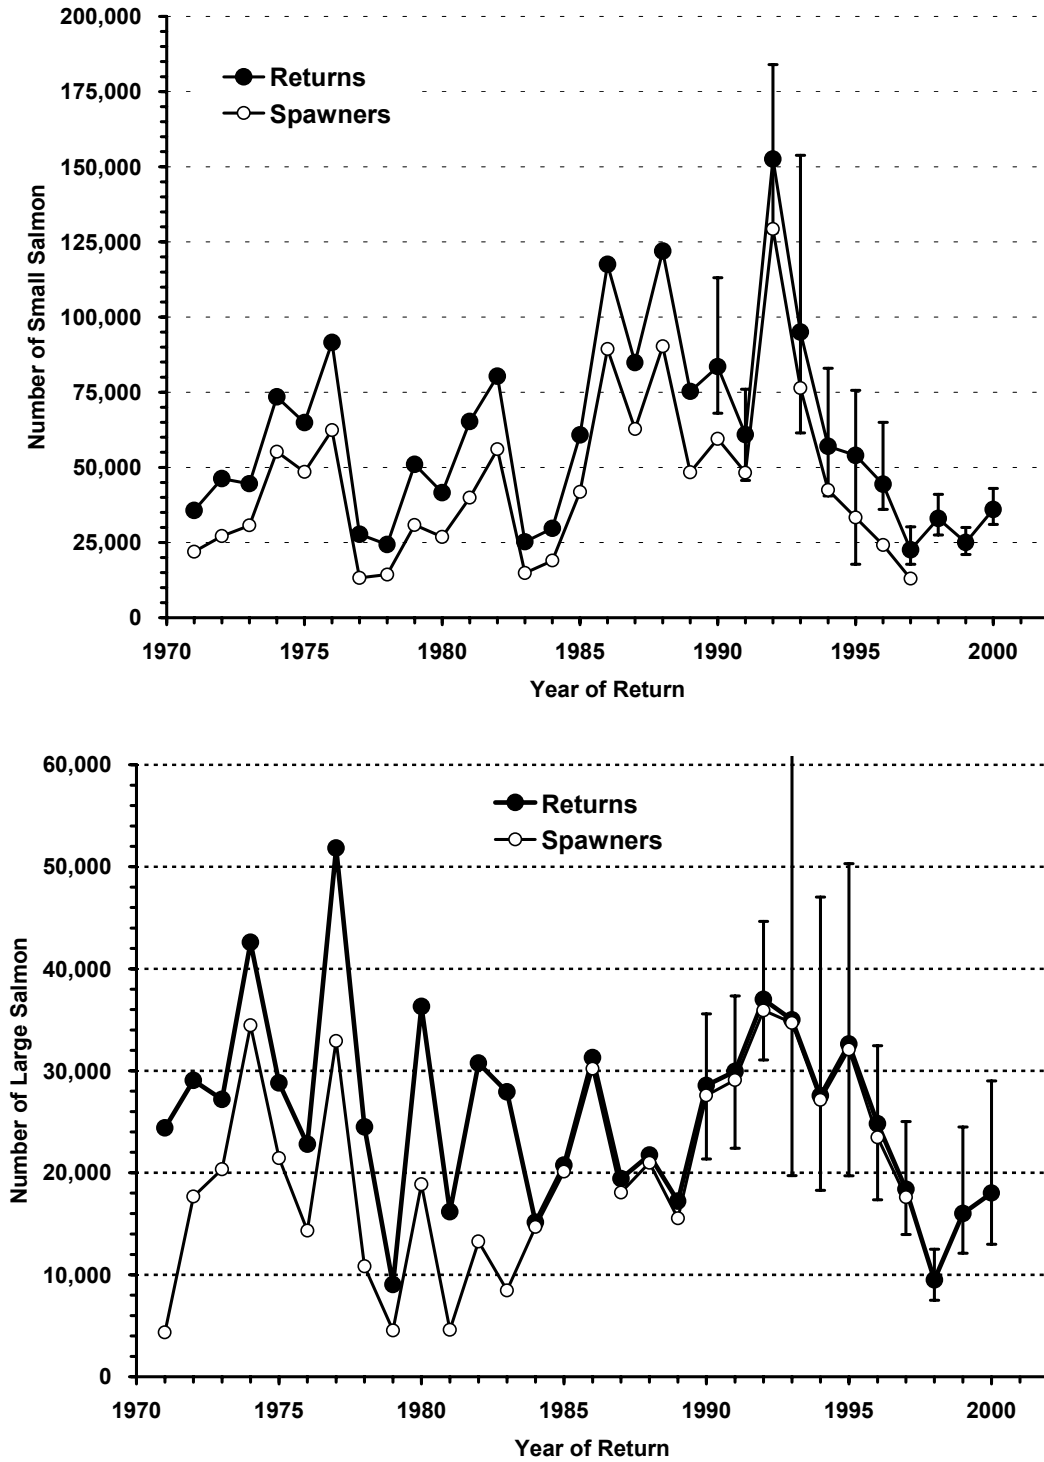 200,000
175,000
150,000
125,000
100,000
75,000
50,000
25,000
0
Number of Small Salmon
Returns
Spawners
1970 1975 1980 1985 1990 1995 2000
Year of Return
60,000
50,000
40,000
30,000
20,000
10,000
0
Number of Large Salmon
Returns
Spawners
1970 1975 1980 1985 1990 1995 2000
Year of Return